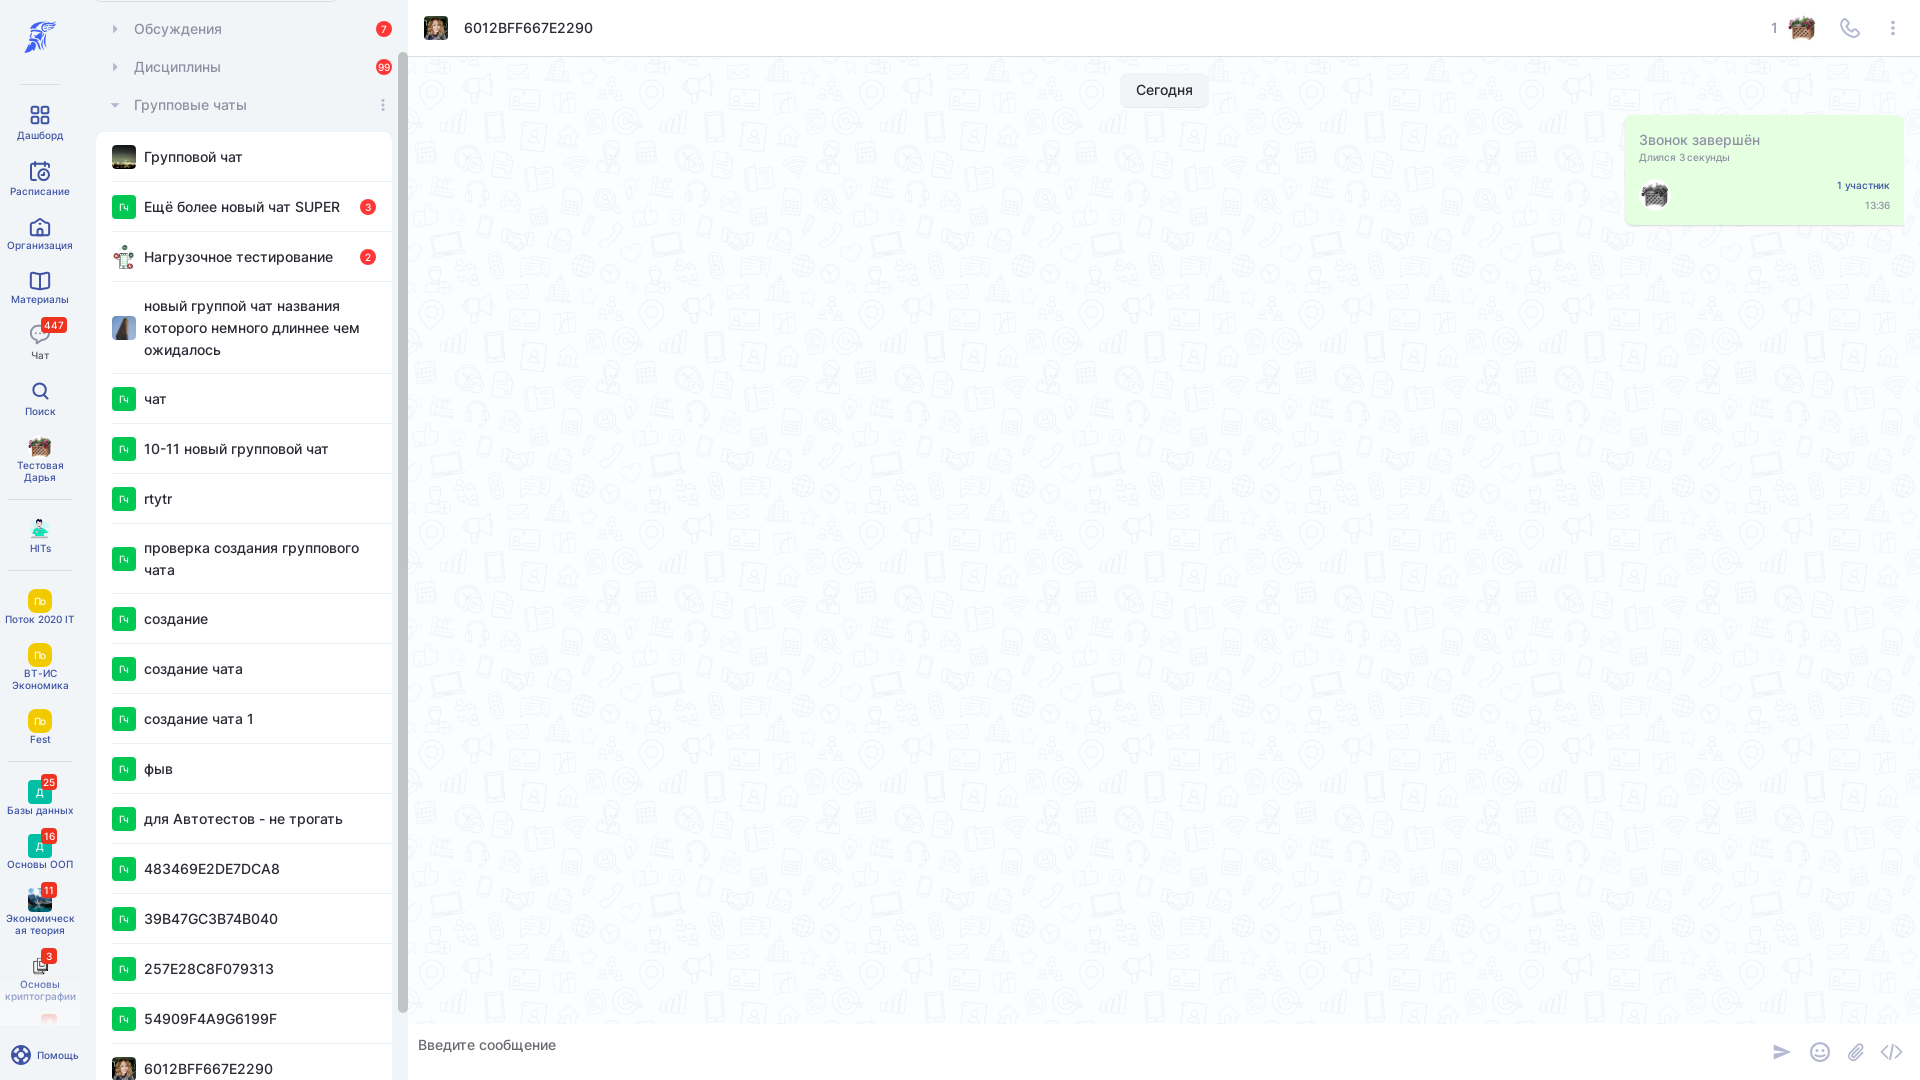 Дашборд
Расписание
Организация
Материалы
447
Чат
Поиск
Тестовая
Дарья
HITs
По
Поток 2020 IT
По
ВТ-ИС
Экономика
По
Fest
25
Д
Базы данных
16
Д
Основы ООП
11
Экономическ
ая теория
3
Основы
криптографии
Помощь
Обсуждения
7
Дисциплины
99
Групповые чаты
Групповой чат
Гч
Ещё более новый чат SUPER
3
Нагрузочное тестирование
2
новый группой чат названия
которого немного длиннее чем
ожидалось
Гч
чат
Гч
10-11 новый групповой чат
Гч
rtytr
Гч
проверка создания группового
чата
Гч
создание
Гч
создание чата
Гч
создание чата 1
Гч
фыв
Гч
для Автотестов - не трогать
Гч
483469E2DE7DCA8
Гч
39B47GC3B74B040
Гч
257E28C8F079313
Гч
54909F4A9G6199F
6012BFF667E2290
6012BFF667E2290
1
Сегодня
Звонок завершён
Длился 3 секунды
1 участник
13:36
Введите сообщение